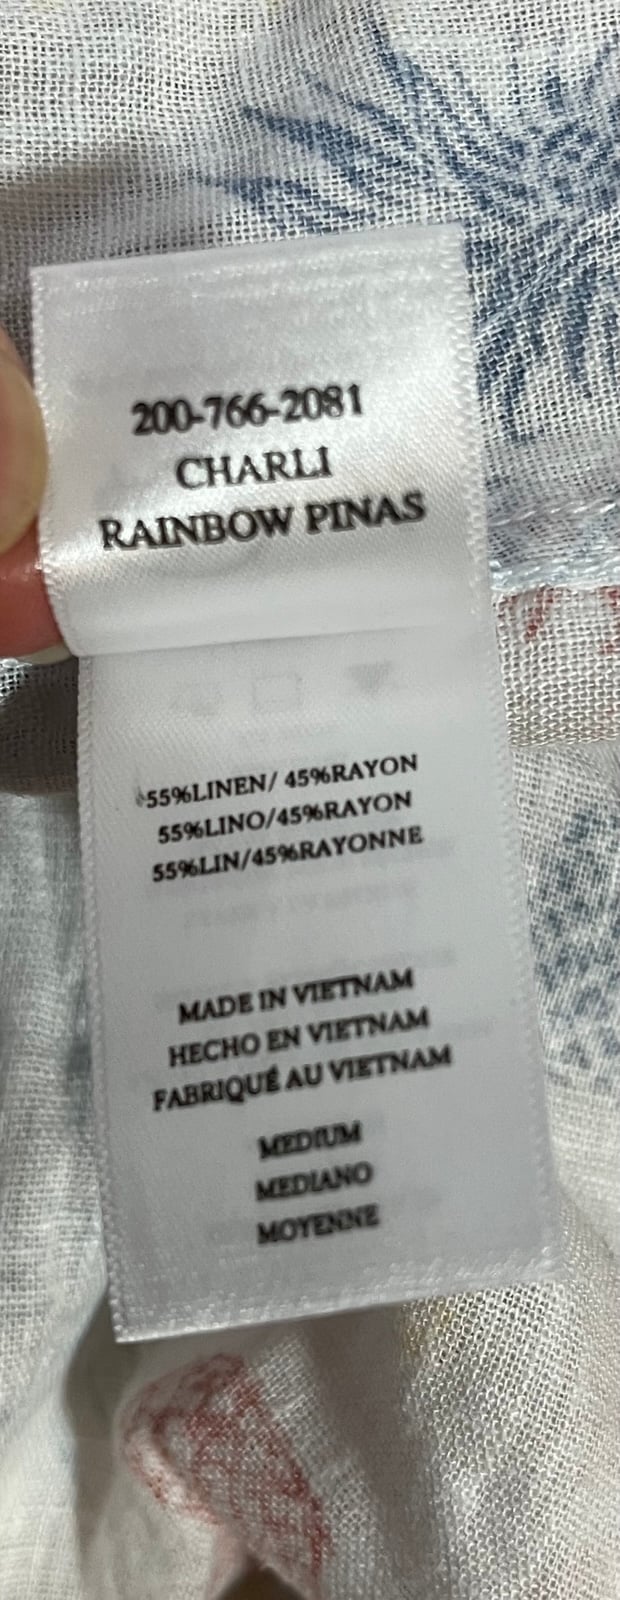 200-766-2081
CHARLI
RAINBOW PINAS
55%LINEN/ 45%RAYON
55%LINO/45%RAYON
55%LIN/45%RAYONNE
MADE IN VIETNAM
HECHO EN VIETNAM
FABRIQUÉ AU VIETNAM
MEDIUM
MEDIANO
MOYENNE